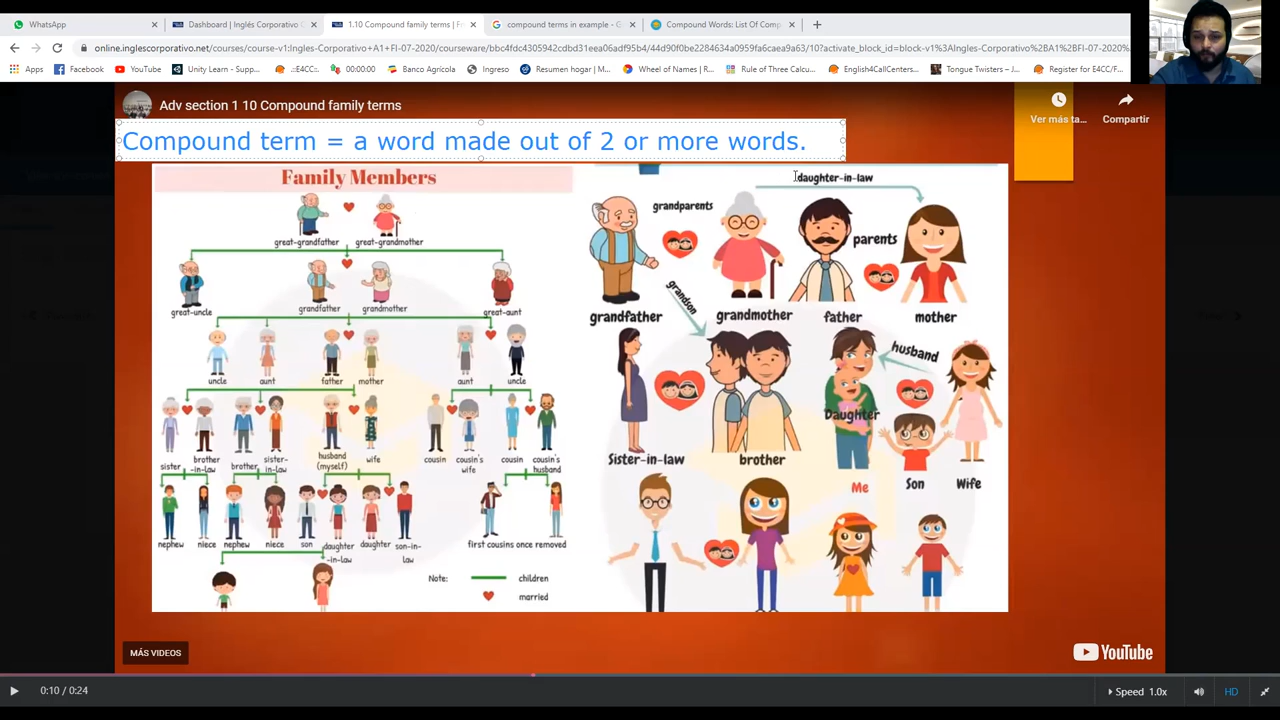 WhatsApp
Dashboard | Inglés Corporativo
1.10 Compound family terms | F
compound terms in example - G
Compound Words: List Of Comp
online.inglescorporativo.net/courses/course-v1:Ingles-Corporativo+A1+FI-07-2020/courseware/bbc4fdc4305942cdbd31eea06adf95b4/44d90f0be2284634a0959fa6caea9a63/10?activate_block_id=block-v1%3AIngles-Corporativo%2BA1%2BFI-07-2020%
Apps
Facebook
YouTube
Unity Learn - Supp...
.:E4CC:.
00:00:00
Banco Agrícola
Ingreso
Resumen hogar | M...
Wheel of Names | R...
Rule of Three Calcu...
English4CallCenters...
Tongue Twisters – J...
Register for E4CC/F...
Adv section 1 10 Compound family terms
Ver más ta...
Compartir
Compound term = a word made out of 2 or more words.
Family Members
great-grandfather great-grandmother
great-uncle grandfather grandmother great-aunt
uncle aunt father mother aunt uncle
sister brother-in-law brother sister-in-law husband (myself) wife cousin cousin's wife cousin cousin's husband
nephew niece nephew niece son daughter-in-law daughter son-in-law first cousins once removed
Note: children
married
daughter-in-law
grandparents
parents
grandfather grandmother father mother
grandson
husband
Daughter
Sister-in-law brother
Me Son Wife
MÁS VIDEOS
YouTube
0:10 / 0:24
Speed 1.0x
HD